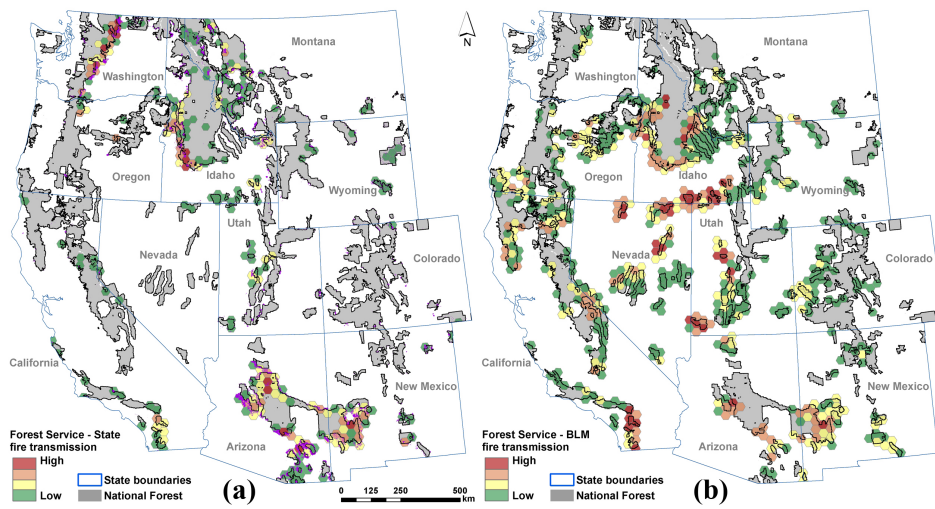 Montana
Washington
Oregon
Idaho
Wyoming
Utah
Nevada
Colorado
California
New Mexico
Arizona
Forest Service - State
fire transmission
High
Low
State boundaries
National Forest
(a)
N
0 125 250 500
km
Montana
Washington
Oregon
Idaho
Wyoming
Utah
Nevada
Colorado
California
New Mexico
Arizona
Forest Service - BLM
fire transmission
High
Low
State boundaries
National Forest
(b)